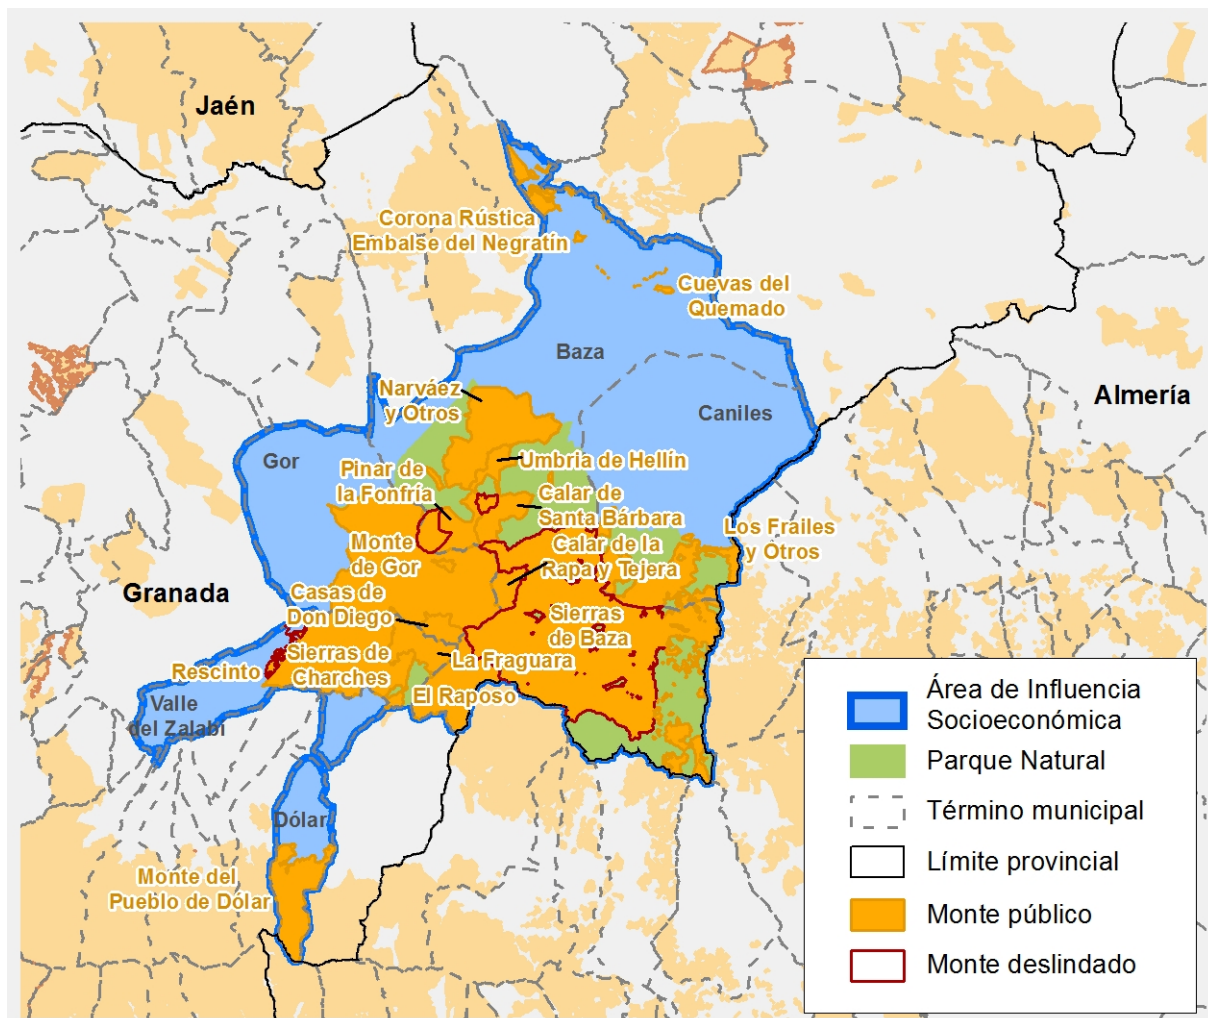 Jaén
Corona Rústica
Embalse del Negratín
Cuevas del
Quemado
Baza
Almería
Narváez
y Otros
Caniles
Gor
Umbria de Hellín
Pinar de
la Fonfría
Calar de
Santa Bárbara
Los Frailes
y Otros
Monte
de Gor
Calar de la
Rapa y Tejera
Granada
Casas de
Don Diego
Sierras
de Baza
Sierras de
Charches
La Fraguara
Rescinto
El Raposo
Valle
del Zalabí
Dólar
Monte del
Pueblo de Dólar
Área de Influencia
Socioeconómica
Parque Natural
Término municipal
Límite provincial
Monte público
Monte deslindado